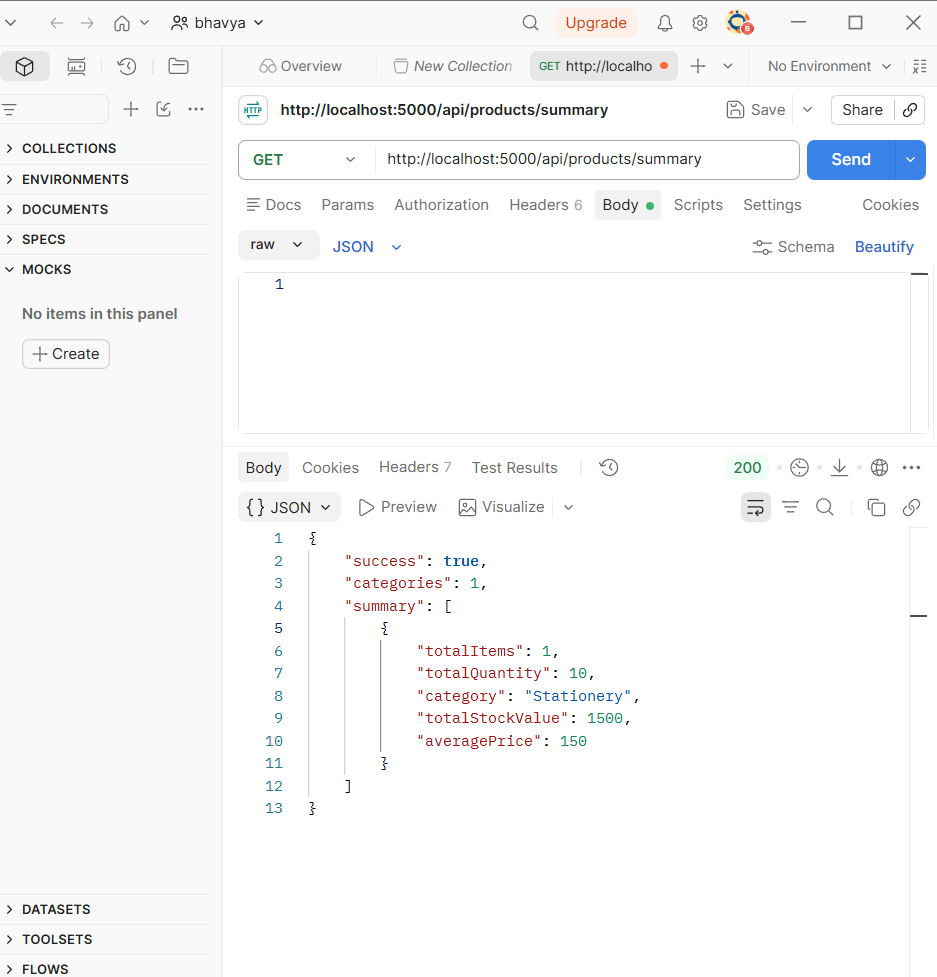 bhavya
Upgrade
8
Overview
New Collection
GET http://localho
No Environment
HTTP
http://localhost:5000/api/products/summary
Save
Share
COLLECTIONS
ENVIRONMENTS
DOCUMENTS
SPECS
MOCKS
No items in this panel
Create
GET
http://localhost:5000/api/products/summary
Send
Docs
Params
Authorization
Headers 6
Body
Scripts
Settings
Cookies
raw
JSON
Schema
Beautify
1
Body
Cookies
Headers 7
Test Results
200
{} JSON
Preview
Visualize
1 {
2 "success": true,
3 "categories": 1,
4 "summary": [
5 {
6 "totalItems": 1,
7 "totalQuantity": 10,
8 "category": "Stationery",
9 "totalStockValue": 1500,
10 "averagePrice": 150
11 }
12 ]
13 }
DATASETS
TOOLSETS
FLOWS